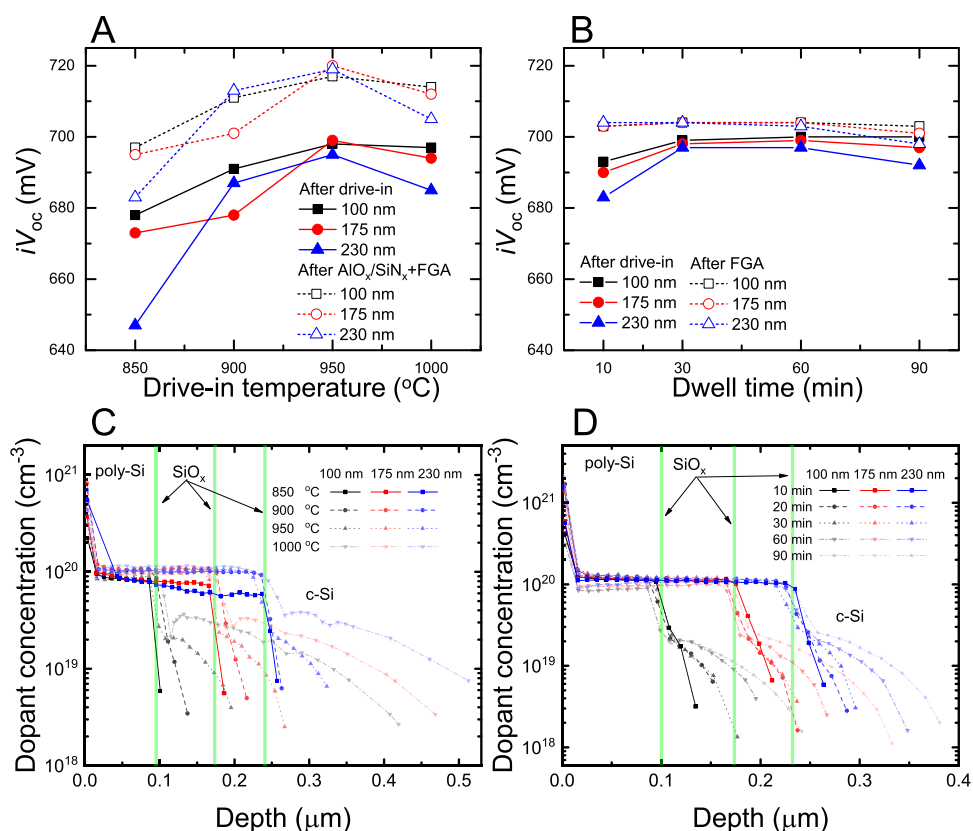 A
720
700
680
660
640
iVoc (mV)
After drive-in
100 nm
175 nm
230 nm
After AlOx/SiNx+FGA
100 nm
175 nm
230 nm
850 900 950 1000
Drive-in temperature (°C)
B
720
700
680
660
640
iVoc (mV)
After drive-in After FGA
100 nm 100 nm
175 nm 175 nm
230 nm 230 nm
10 30 60 90
Dwell time (min)
C
10²¹
10²⁰
10¹⁹
10¹⁸
Dopant concentration (cm⁻³)
poly-Si SiOx
100 nm 175 nm 230 nm
850 °C
900 °C
950 °C
1000 °C
c-Si
0.0 0.1 0.2 0.3 0.4 0.5
Depth (μm)
D
10²¹
10²⁰
10¹⁹
10¹⁸
Dopant concentration (cm⁻³)
poly-Si SiOx
100 nm 175 nm 230 nm
10 min
20 min
30 min
60 min
90 min
c-Si
0.0 0.1 0.2 0.3 0.4
Depth (μm)